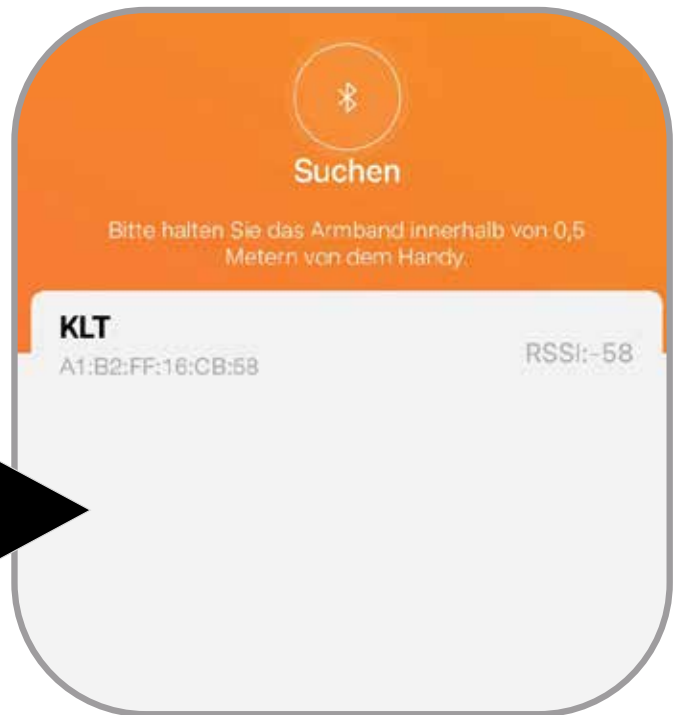 Suchen
Bitte halten Sie das Armband innerhalb von 0,5
Metern von dem Handy.
KLT
RSSI:-58
A1:B2:FF:16:CB:58